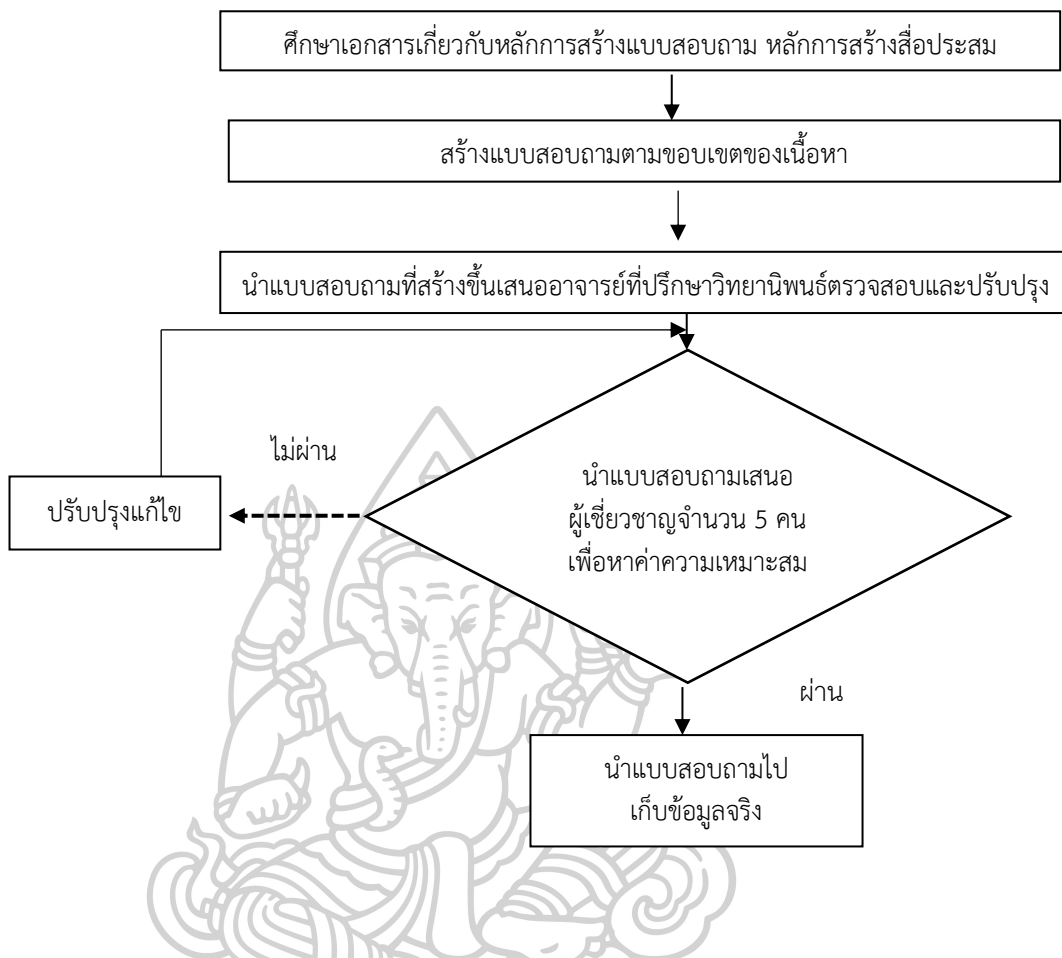 ศึกษาเอกสารเกี่ยวกับหลักการสร้างแบบสอบถาม หลักการสร้างสื่อประสม
สร้างแบบสอบถามตามขอบเขตของเนื้อหา
นำแบบสอบถามที่สร้างขึ้นเสนออาจารย์ที่ปรึกษาวิทยานิพนธ์ตรวจสอบและปรับปรุง
ไม่ผ่าน
ปรับปรุงแก้ไข
นำแบบสอบถามเสนอ
ผู้เชี่ยวชาญจำนวน 5 คน
เพื่อหาค่าความเหมาะสม
ผ่าน
นำแบบสอบถามไป
เก็บข้อมูลจริง